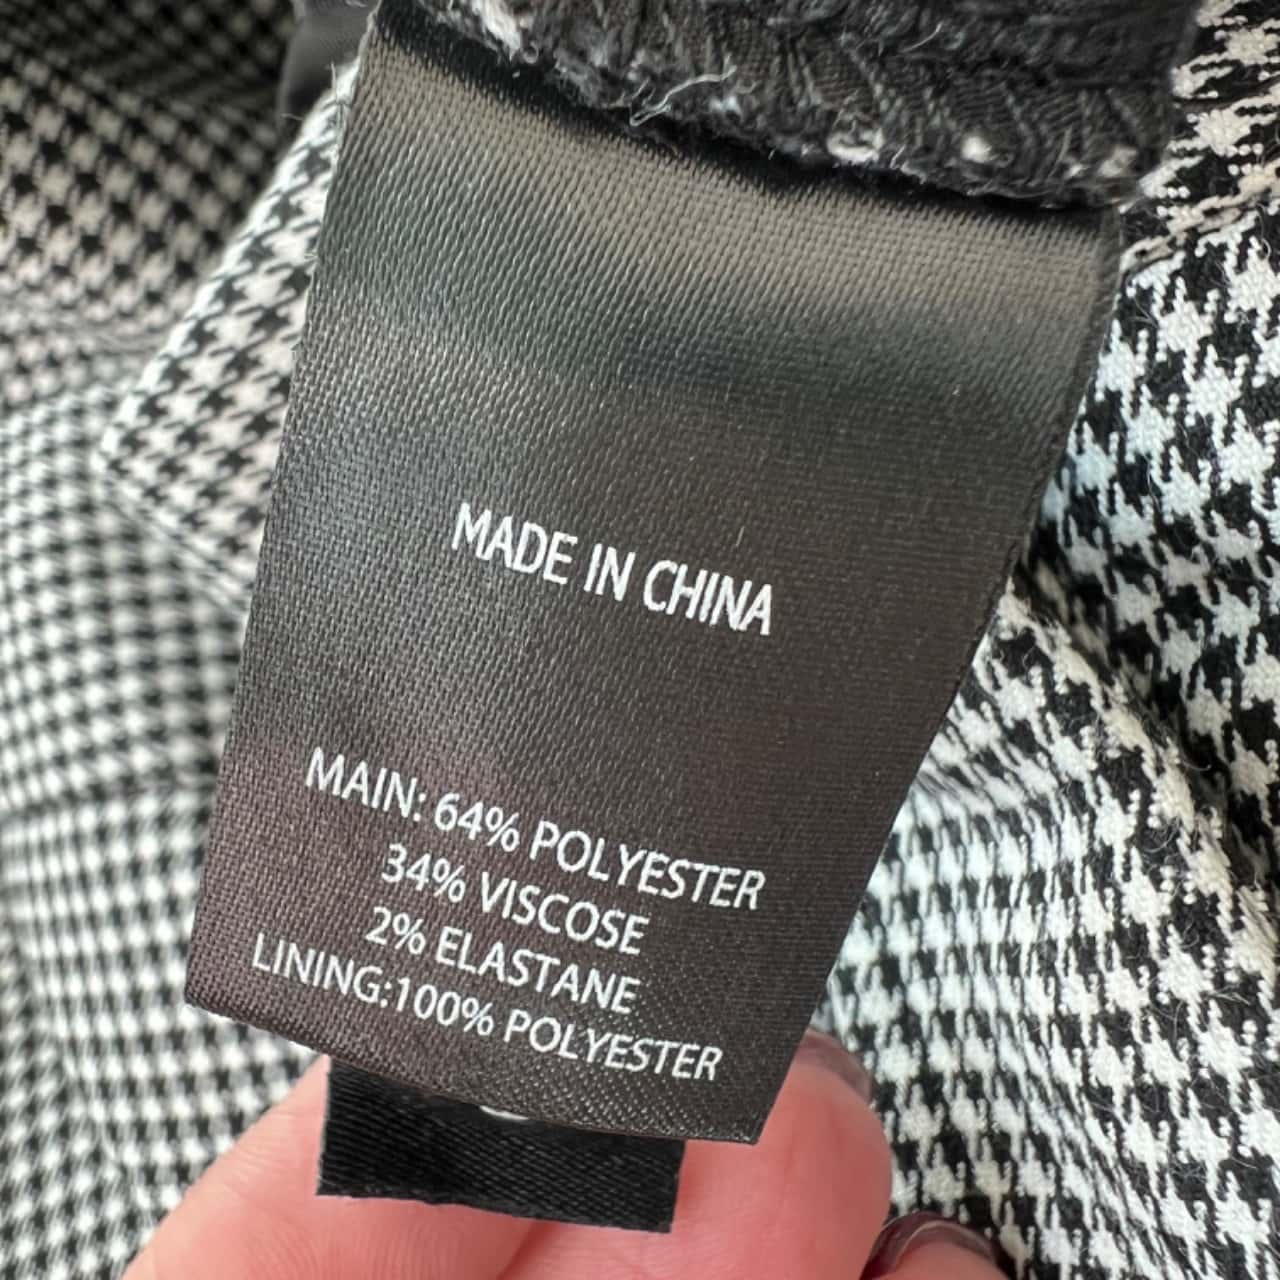 MADE IN CHINA
MAIN: 64% POLYESTER
34% VISCOSE
2% ELASTANE
LINING:100% POLYESTER